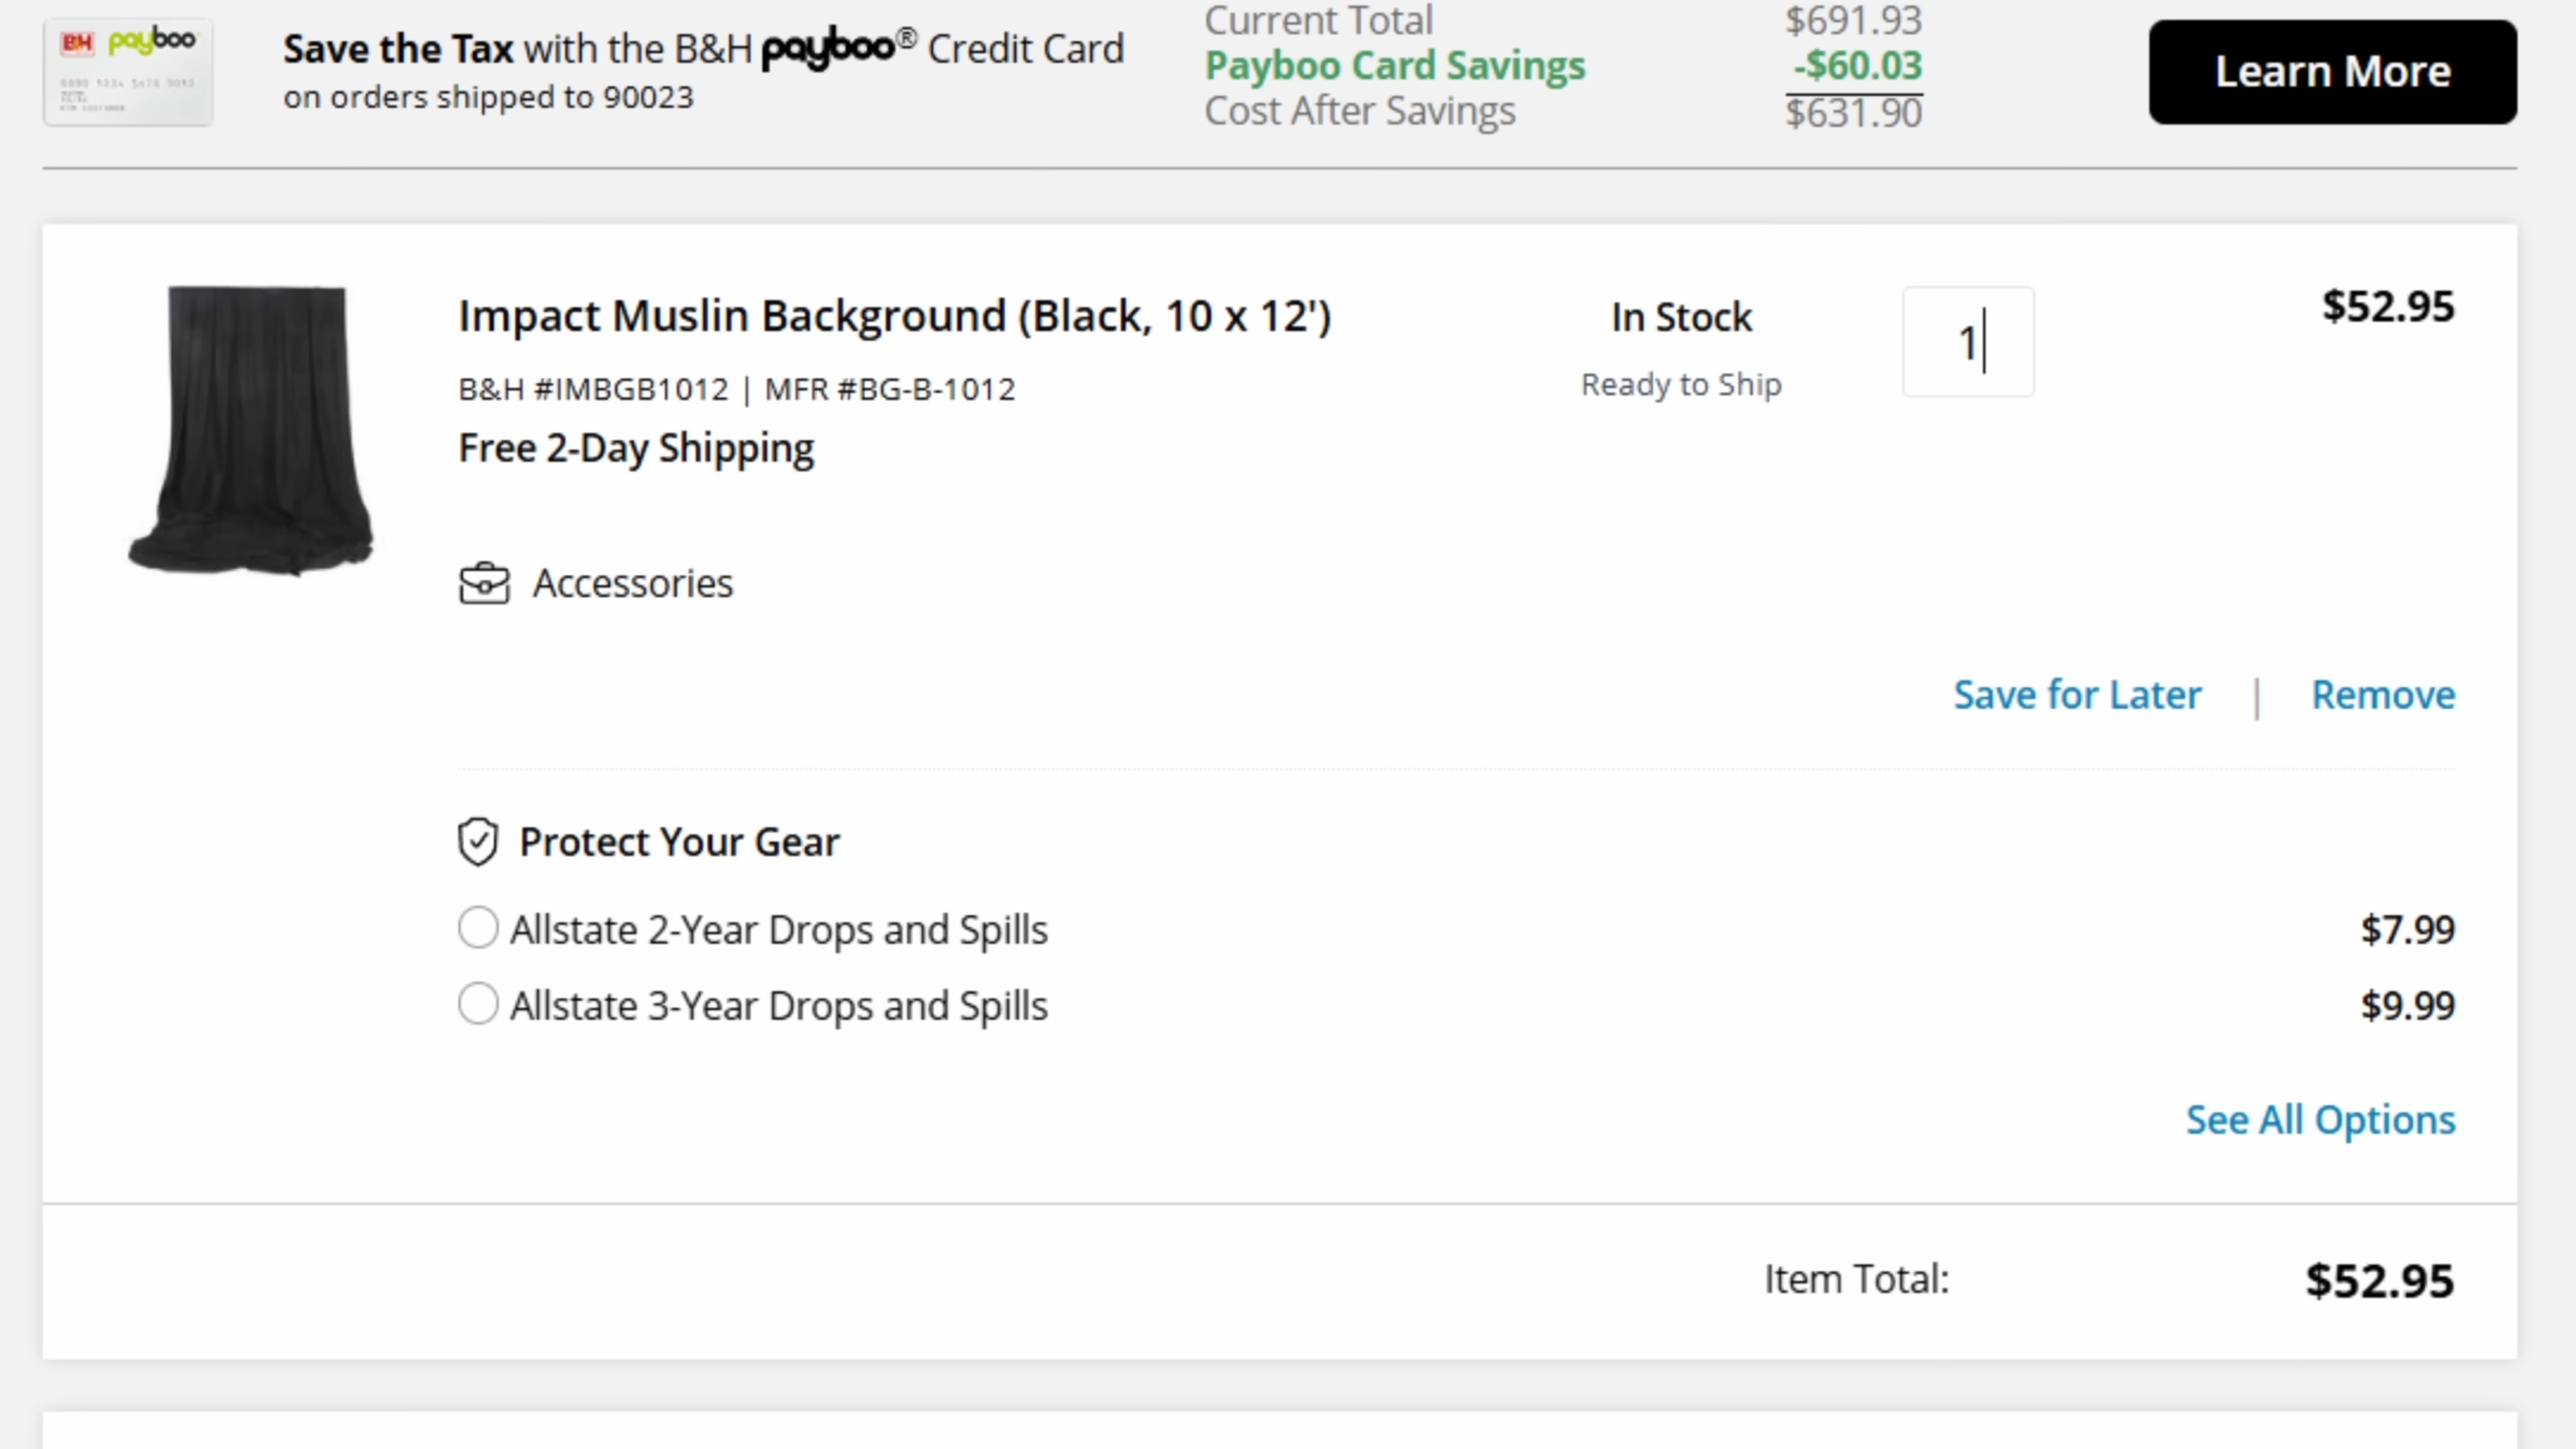 BH payboo
Save the Tax with the B&H payboo® Credit Card
on orders shipped to 90023
Current Total $691.93
Payboo Card Savings -$60.03
Cost After Savings $631.90
Learn More
Impact Muslin Background (Black, 10 x 12')
B&H #IMBGB1012 | MFR #BG-B-1012
Free 2-Day Shipping
Accessories
In Stock
Ready to Ship
1
$52.95
Save for Later | Remove
Protect Your Gear
Allstate 2-Year Drops and Spills $7.99
Allstate 3-Year Drops and Spills $9.99
See All Options
Item Total: $52.95